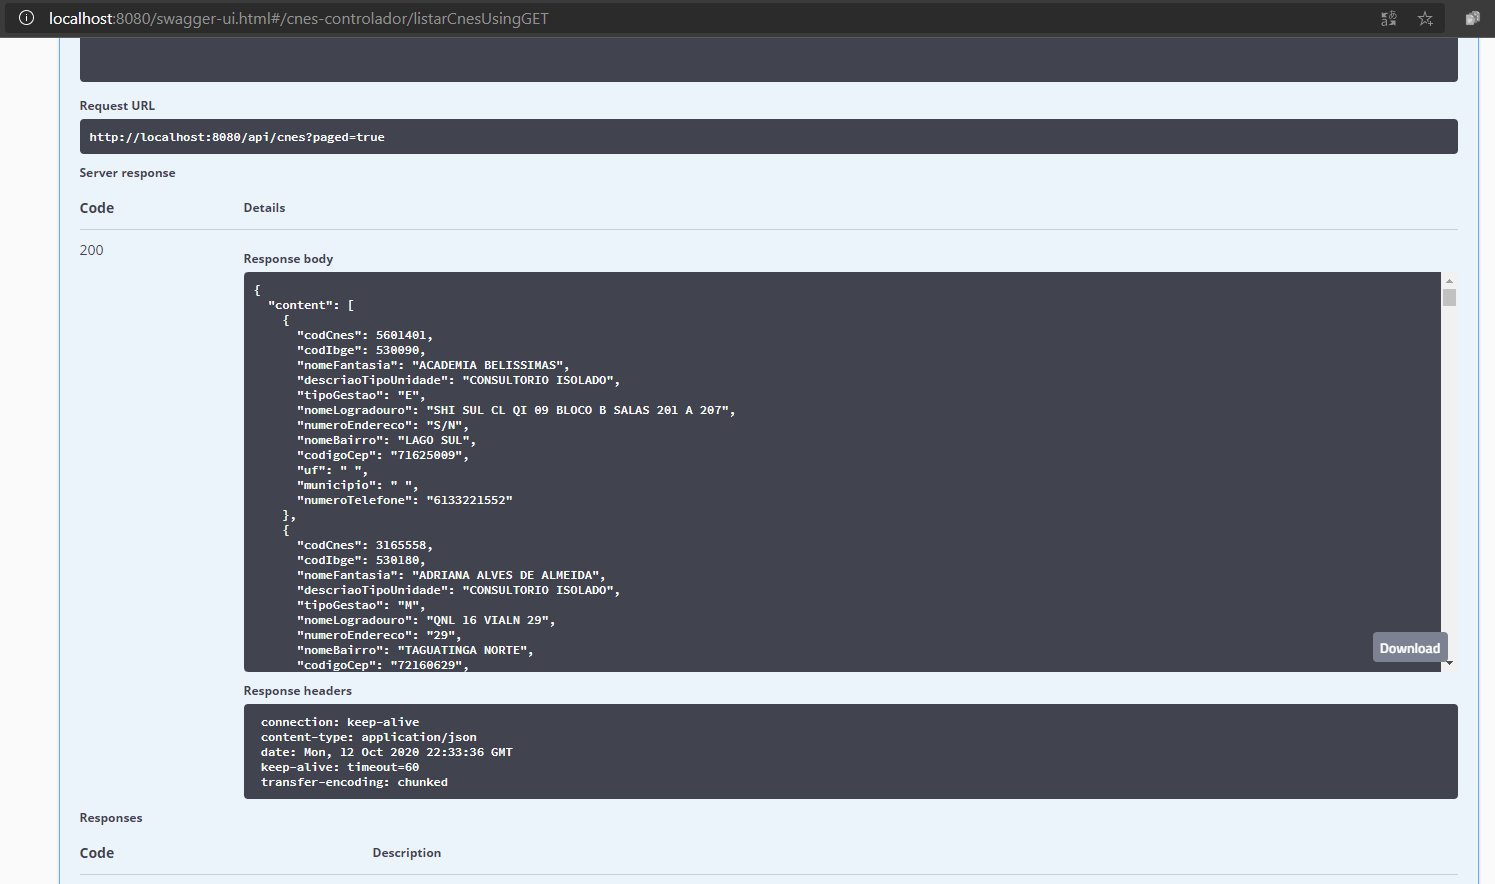 localhost:8080/swagger-ui.html#/cnes-controlador/listarCnesUsingGET
Request URL
http://localhost:8080/api/cnes?paged=true
Server response
Code Details
200
Response body
{
"content": [
{
"codCnes": 5601401,
"codIbge": 530090,
"nomeFantasia": "ACADEMIA BELISSIMAS",
"descriaoTipoUnidade": "CONSULTORIO ISOLADO",
"tipoGestao": "E",
"nomeLogradouro": "SHI SUL CL QI 09 BLOCO B SALAS 201 A 207",
"numeroEndereco": "S/N",
"nomeBairro": "LAGO SUL",
"codigoCep": "71625009",
"uf": " ",
"municipio": " ",
"numeroTelefone": "6133221552"
},
{
"codCnes": 3165558,
"codIbge": 530180,
"nomeFantasia": "ADRIANA ALVES DE ALMEIDA",
"descriaoTipoUnidade": "CONSULTORIO ISOLADO",
"tipoGestao": "M",
"nomeLogradouro": "QNL 16 VIALN 29",
"numeroEndereco": "29",
"nomeBairro": "TAGUATINGA NORTE",
"codigoCep": "72160629",
Download
Response headers
connection: keep-alive
content-type: application/json
date: Mon, 12 Oct 2020 22:33:36 GMT
keep-alive: timeout=60
transfer-encoding: chunked
Responses
Code Description